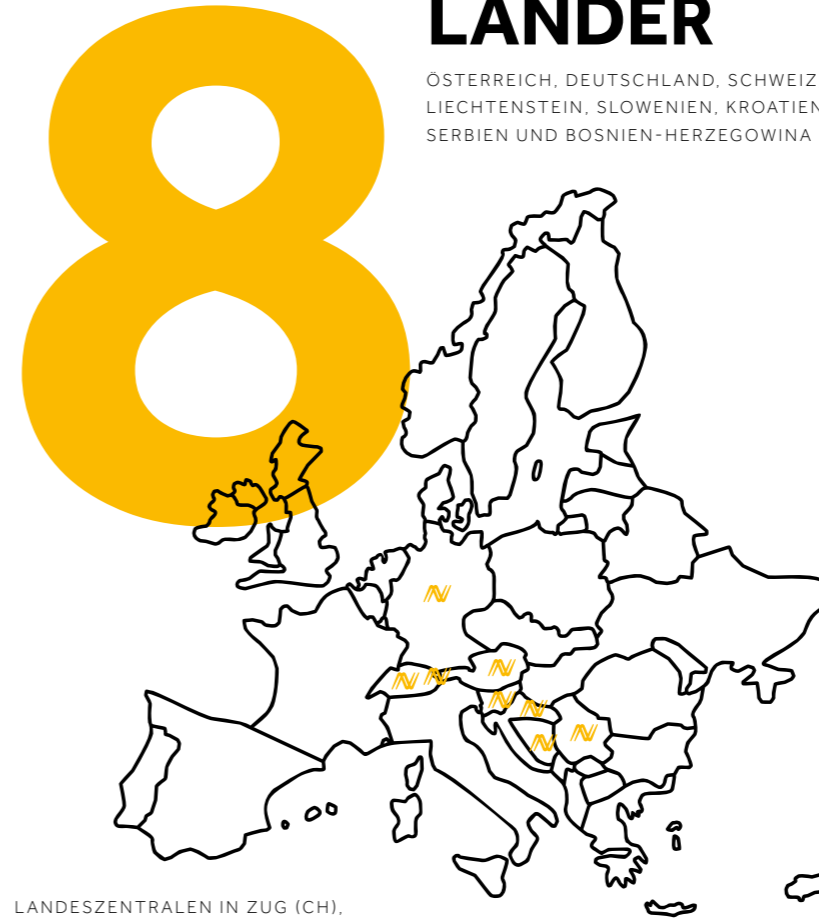 8
LÄNDER
ÖSTERREICH, DEUTSCHLAND, SCHWEIZ
LIECHTENSTEIN, SLOWENIEN, KROATIEN
SERBIEN UND BOSNIEN-HERZEGOWINA
LANDESZENTRALEN IN ZUG (CH),